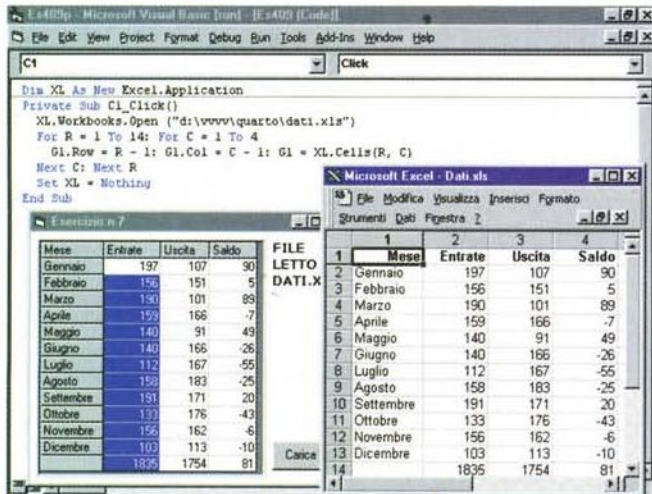 Es409p - Microsoft Visual Basic [run] - [Es409 (Code)]
File Edit View Project Format Debug Run Tools Add-Ins Window Help
C1 Click
Dim XL As New Excel.Application
Private Sub C1_Click()
XL.Workbooks.Open ("d:\vvvv\quarto\dati.xls")
For R = 1 To 14: For C = 1 To 4
G1.Row = R - 1: G1.Col = C - 1: G1 = XL.Cells(R, C)
Next C: Next R
Set XL = Nothing
End Sub
Esercizio n 7
Mese Entrate Uscita Saldo
Gennaio 197 107 90
Febbraio 156 151 5
Marzo 190 101 89
Aprile 159 166 -7
Maggio 140 91 49
Giugno 140 166 -26
Luglio 112 167 -55
Agosto 158 183 -25
Settembre 191 171 20
Ottobre 133 176 -43
Novembre 156 162 -6
Dicembre 103 113 -10
1835 1754 81
FILE
LETTO
DATI.X
Carica
Microsoft Excel - Dati.xls
File Modifica Visualizza Inserisci Formato
Strumenti Dati Finestra ?
1 2 3 4
1 Mese Entrate Uscita Saldo
2 Gennaio 197 107 90
3 Febbraio 156 151 5
4 Marzo 190 101 89
5 Aprile 159 166 -7
6 Maggio 140 91 49
7 Giugno 140 166 -26
8 Luglio 112 167 -55
9 Agosto 158 183 -25
10 Settembre 191 171 20
11 Ottobre 133 176 -43
12 Novembre 156 162 -6
13 Dicembre 103 113 -10
14 1835 1754 81